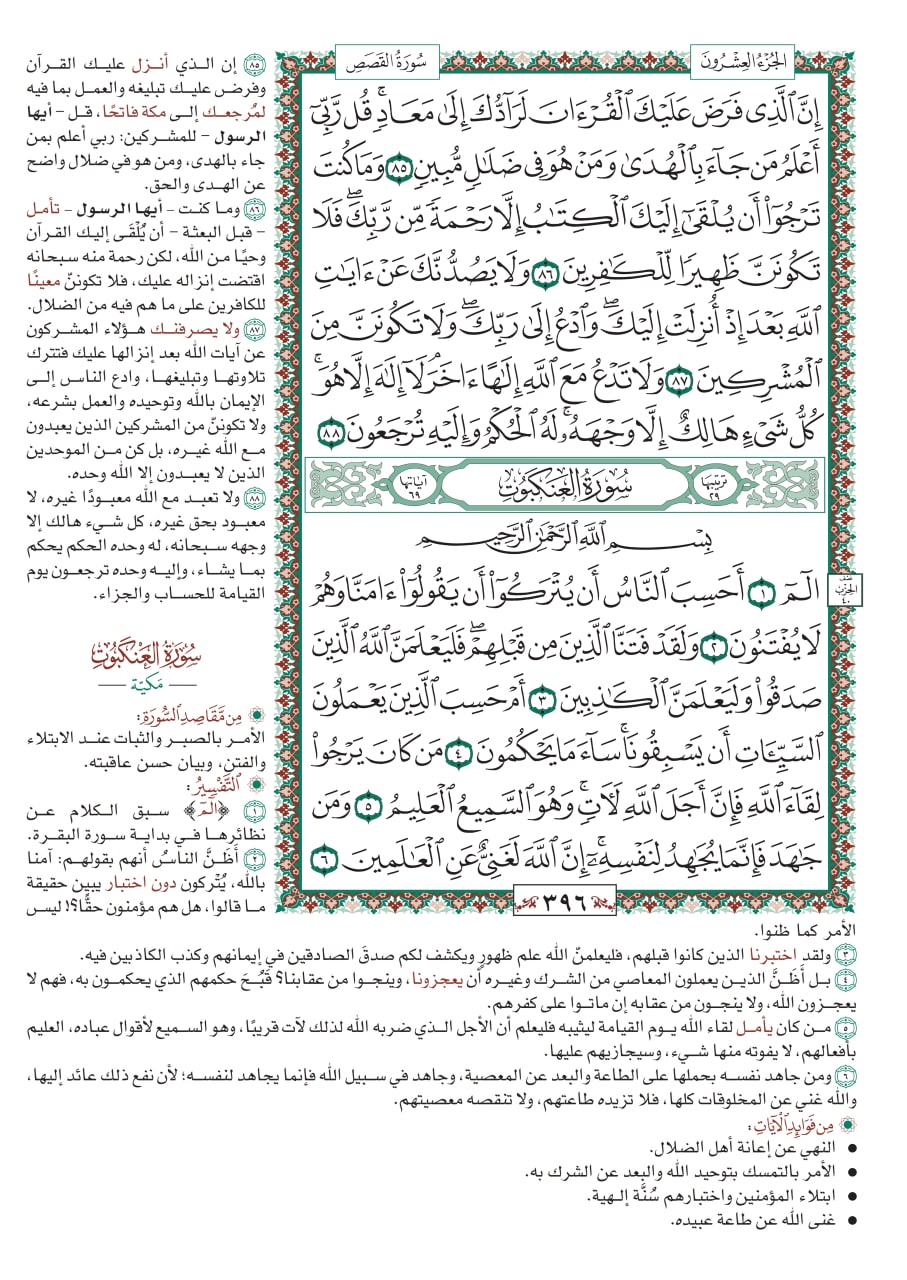 الجُزْءُ العِشْرُونَ
سُورَةُ القَصَصِ
إِنَّ ٱلَّذِى فَرَضَ عَلَيْكَ ٱلْقُرْءَانَ لَرَآدُّكَ إِلَىٰ مَعَادٍۚ قُل رَّبِّىٓ
أَعْلَمُ مَن جَآءَ بِٱلْهُدَىٰ وَمَنْ هُوَ فِى ضَلَٰلٍ مُّبِينٍ ٨٥ وَمَا كُنتَ
تَرْجُوٓا۟ أَن يُلْقَىٰٓ إِلَيْكَ ٱلْكِتَٰبُ إِلَّا رَحْمَةً مِّن رَّبِّكَۖ فَلَا
تَكُونَنَّ ظَهِيرًا لِّلْكَٰفِرِينَ ٨٦ وَلَا يَصُدُّنَّكَ عَنْ ءَايَٰتِ
ٱللَّهِ بَعْدَ إِذْ أُنزِلَتْ إِلَيْكَۖ وَٱدْعُ إِلَىٰ رَبِّكَۖ وَلَا تَكُونَنَّ مِنَ
ٱلْمُشْرِكِينَ ٨٧ وَلَا تَدْعُ مَعَ ٱللَّهِ إِلَٰهًا ءَاخَرَۘ لَآ إِلَٰهَ إِلَّا هُوَۚ
كُلُّ شَىْءٍ هَالِكٌ إِلَّا وَجْهَهُۥۚ لَهُ ٱلْحُكْمُ وَإِلَيْهِ تُرْجَعُونَ ٨٨
ترتيبها ٢٩ سُورَةُ العَنكَبُوتِ آياتها ٦٩
بِسْمِ ٱللَّهِ ٱلرَّحْمَٰنِ ٱلرَّحِيمِ
الٓمٓ ١ أَحَسِبَ ٱلنَّاسُ أَن يُتْرَكُوٓا۟ أَن يَقُولُوٓا۟ ءَامَنَّا وَهُمْ
لَا يُفْتَنُونَ ٢ وَلَقَدْ فَتَنَّا ٱلَّذِينَ مِن قَبْلِهِمْۖ فَلَيَعْلَمَنَّ ٱللَّهُ ٱلَّذِينَ
صَدَقُوا۟ وَلَيَعْلَمَنَّ ٱلْكَٰذِبِينَ ٣ أَمْ حَسِبَ ٱلَّذِينَ يَعْمَلُونَ
ٱلسَّيِّـَٔاتِ أَن يَسْبِقُونَاۚ سَآءَ مَا يَحْكُمُونَ ٤ مَن كَانَ يَرْجُوا۟
لِقَآءَ ٱللَّهِ فَإِنَّ أَجَلَ ٱللَّهِ لَءَاتٍۚ وَهُوَ ٱلسَّمِيعُ ٱلْعَلِيمُ ٥ وَمَن
جَٰهَدَ فَإِنَّمَا يُجَٰهِدُ لِنَفْسِهِۦٓۚ إِنَّ ٱللَّهَ لَغَنِىٌّ عَنِ ٱلْعَٰلَمِينَ ٦
نصف
الحزب
٤٠
٣٩٦
٨٥ إن الذي أنزل عليك القرآن
وفرض عليك تبليغه والعمل بما فيه
لمُرجعك إلى مكة فاتحًا، قل - أيها
الرسول - للمشركين: ربي أعلم بمن
جاء بالهدى، ومن هو في ضلال واضح
عن الهدى والحق.
٨٦ وما كنت - أيها الرسول - تأمل
- قبل البعثة - أن يُلْقَى إليك القرآن
وحيًا من الله، لكن رحمة منه سبحانه
اقتضت إنزاله عليك، فلا تكوننّ معينًا
للكافرين على ما هم فيه من الضلال.
٨٧ ولا يصرفنك هؤلاء المشركون
عن آيات الله بعد إنزالها عليك فتترك
تلاوتها وتبليغها، وادع الناس إلى
الإيمان بالله وتوحيده والعمل بشرعه،
ولا تكوننّ من المشركين الذين يعبدون
مع الله غيره، بل كن من الموحدين
الذين لا يعبدون إلا الله وحده.
٨٨ ولا تعبد مع الله معبودًا غيره، لا
معبود بحق غيره، كل شيء هالك إلا
وجهه سبحانه، له وحده الحكم يحكم
بما يشاء، وإليه وحده ترجعون يوم
القيامة للحساب والجزاء.
سُورَةُ العَنكَبُوتِ
مَكيّة
مِن مَّقَاصِدِ السُّورَةِ:
الأمر بالصبر والثبات عند الابتلاء
والفتن، وبيان حسن عاقبته.
التَّفْسِيرُ:
١ ﴿الٓمٓ﴾ سبق الكلام عن
نظائرها في بداية سورة البقرة.
٢ أَظَنَّ الناسُ أنهم بقولهم: آمنا
بالله، يُتْركون دون اختبار يبين حقيقة
ما قالوا، هل هم مؤمنون حقًّا؟! ليس
الأمر كما ظنوا.
٣ ولقد اختبرنا الذين كانوا قبلهم، فليعلمنّ الله علم ظهورٍ ويكشف لكم صدقَ الصادقين في إيمانهم وكذب الكاذبين فيه.
٤ بل أَظَنَّ الذين يعملون المعاصي من الشرك وغيره أن يعجزونا، وينجوا من عقابنا؟ قَبُحَ حكمهم الذي يحكمون به، فهم لا
يعجزون الله، ولا ينجون من عقابه إن ماتوا على كفرهم.
٥ من كان يأمل لقاء الله يوم القيامة ليثيبه فليعلم أن الأجل الذي ضربه الله لذلك لآت قريبًا، وهو السميع لأقوال عباده، العليم
بأفعالهم، لا يفوته منها شيء، وسيجازيهم عليها.
٦ ومن جاهد نفسه بحملها على الطاعة والبعد عن المعصية، وجاهد في سبيل الله فإنما يجاهد لنفسه؛ لأن نفع ذلك عائد إليها،
والله غني عن المخلوقات كلها، فلا تزيده طاعتهم، ولا تنقصه معصيتهم.
مِن فَوَائِدِ الآيَاتِ:
● النهي عن إعانة أهل الضلال.
● الأمر بالتمسك بتوحيد الله والبعد عن الشرك به.
● ابتلاء المؤمنين واختبارهم سُنَّة إلـهية.
● غنى الله عن طاعة عبيده.